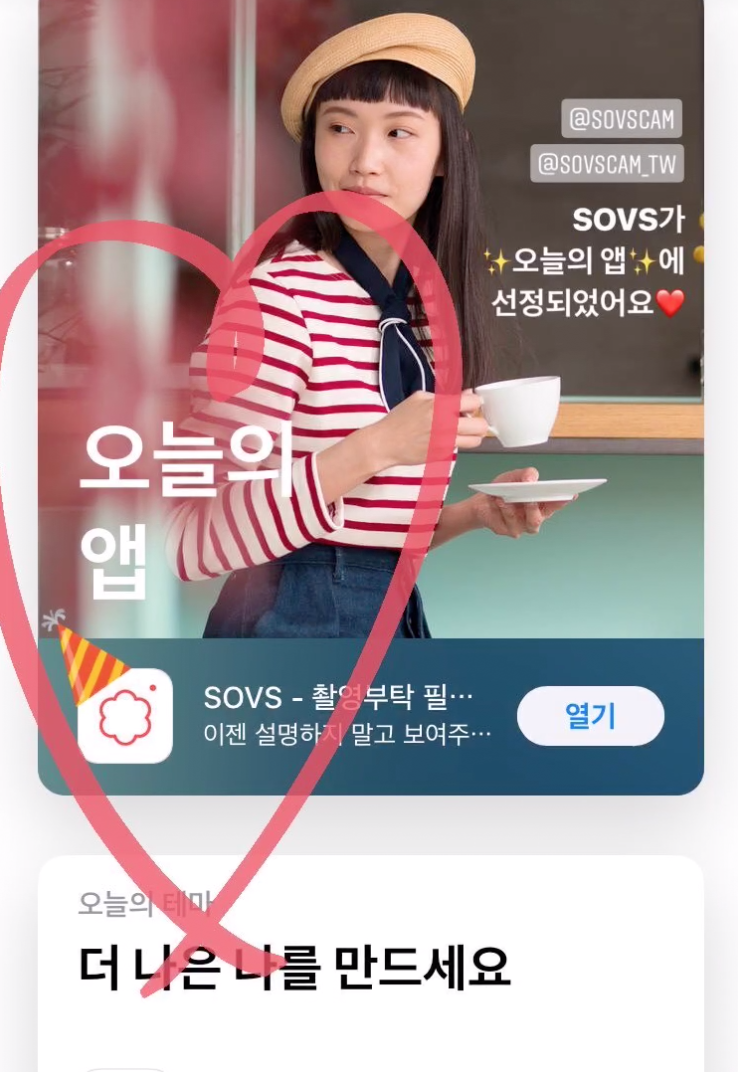 @SOVSCAM
@SOVSCAM_TW
SOVS가
✨오늘의 앱✨에
선정되었어요❤️
오늘의
앱
SOVS - 촬영부탁 필…
이젠 설명하지 말고 보여주…
열기
오늘의 테마
더 나은 나를 만드세요